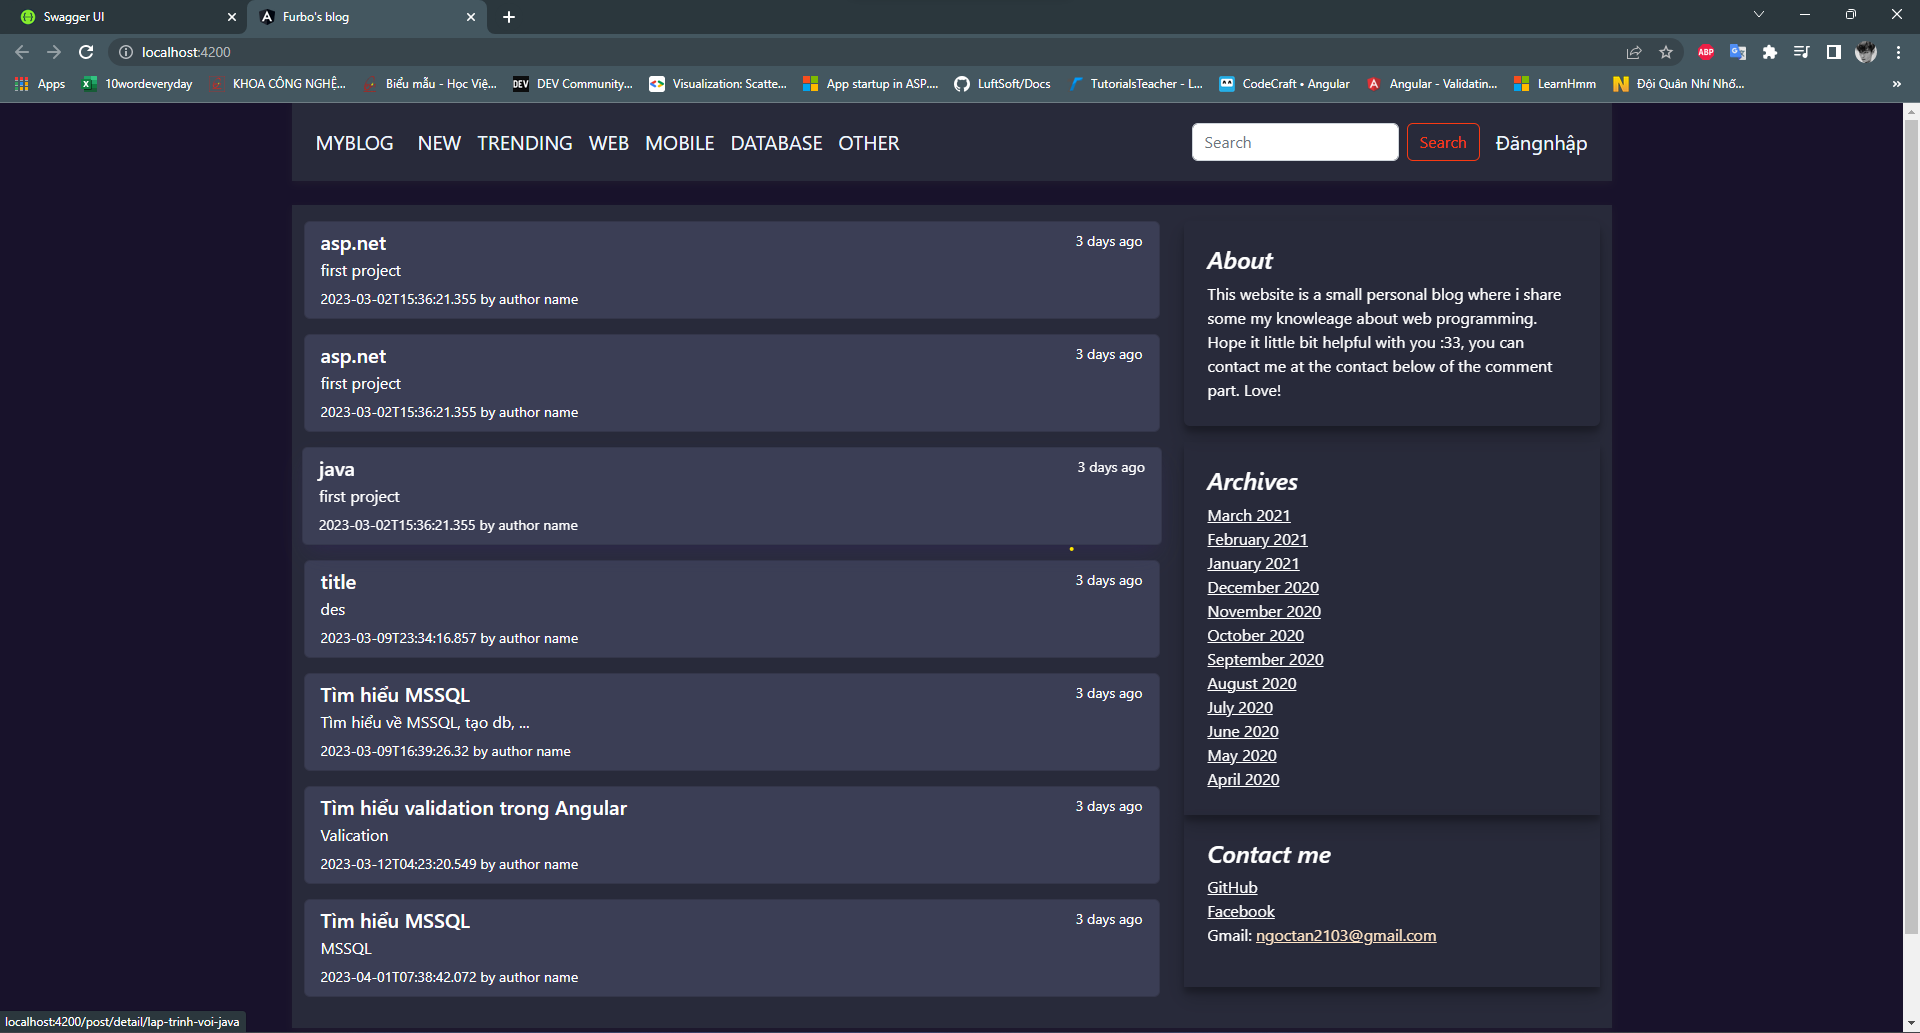 Swagger UI
Furbo's blog
localhost:4200
Apps
10wordeveryday
KHOA CÔNG NGHỆ...
Biểu mẫu - Học Việ...
DEV Community...
Visualization: Scatte...
App startup in ASP....
LuftSoft/Docs
TutorialsTeacher - L...
CodeCraft • Angular
Angular - Validatin...
LearnHmm
Đội Quân Nhí Nhố...
»
MYBLOG NEW TRENDING WEB MOBILE DATABASE OTHER
Search Search Đăngnhập
asp.net
3 days ago
first project
2023-03-02T15:36:21.355 by author name
asp.net
3 days ago
first project
2023-03-02T15:36:21.355 by author name
java
3 days ago
first project
2023-03-02T15:36:21.355 by author name
title
3 days ago
des
2023-03-09T23:34:16.857 by author name
Tìm hiểu MSSQL
3 days ago
Tìm hiểu về MSSQL, tạo db, ...
2023-03-09T16:39:26.32 by author name
Tìm hiểu validation trong Angular
3 days ago
Valication
2023-03-12T04:23:20.549 by author name
Tìm hiểu MSSQL
3 days ago
MSSQL
2023-04-01T07:38:42.072 by author name
About
This website is a small personal blog where i share
some my knowleage about web programming.
Hope it little bit helpful with you :33, you can
contact me at the contact below of the comment
part. Love!
Archives
March 2021
February 2021
January 2021
December 2020
November 2020
October 2020
September 2020
August 2020
July 2020
June 2020
May 2020
April 2020
Contact me
GitHub
Facebook
Gmail: ngoctan2103@gmail.com
localhost:4200/post/detail/lap-trinh-voi-java